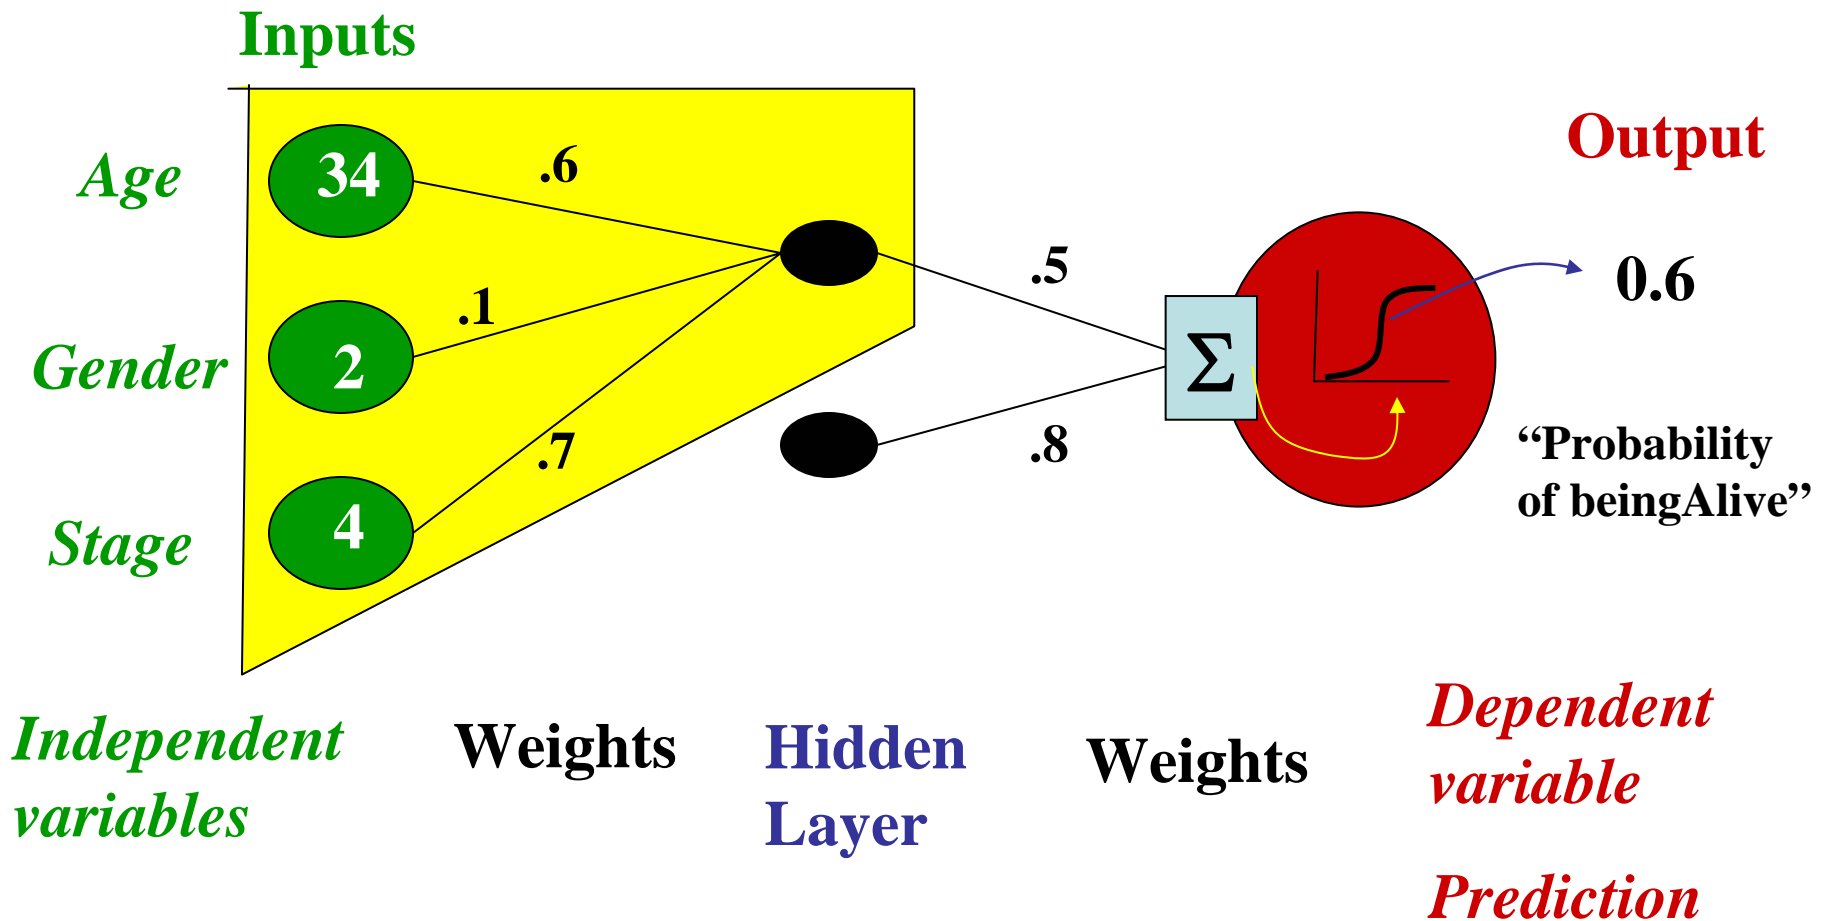 Inputs
Output
Age
34
.6
.5
0.6
Gender
2
.1
Σ
.8
“Probability
of beingAlive”
Stage
4
.7
Independent
variables
Weights
Hidden
Layer
Weights
Dependent
variable
Prediction